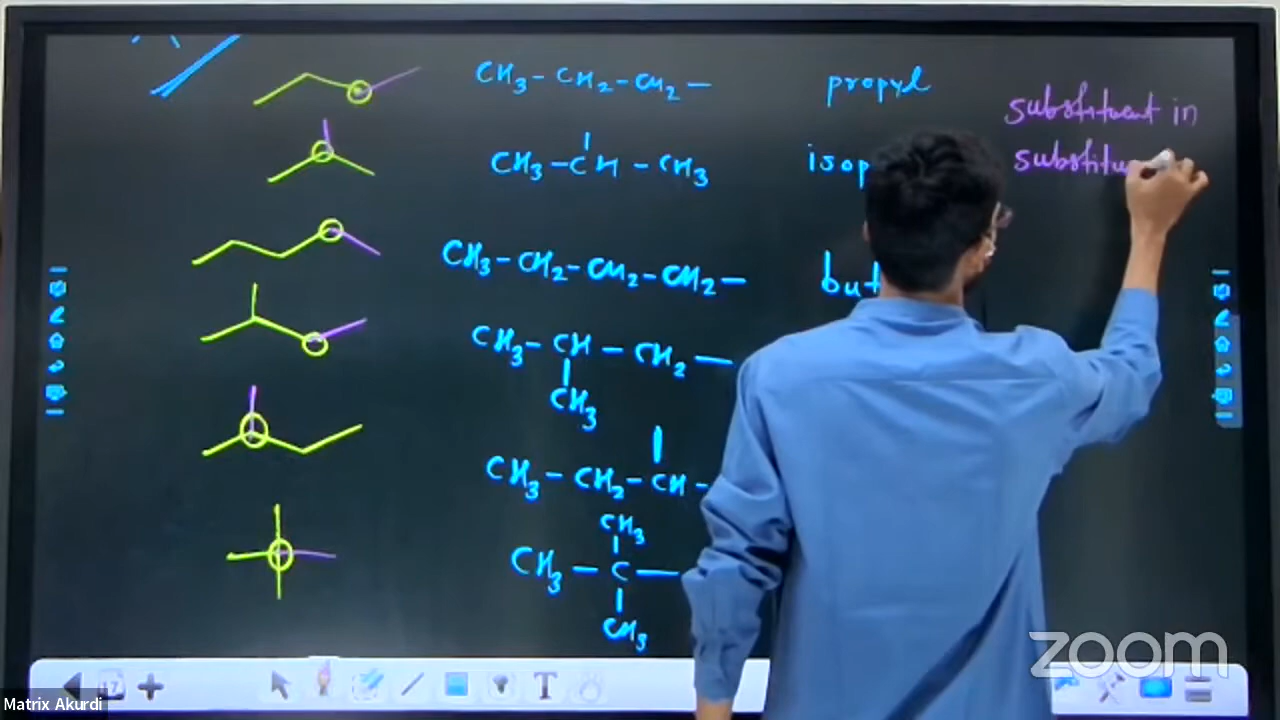 CH3-CH2-CH2- propyl
substituent in
CH3-CH-CH3 isop
substitu
CH3-CH2-CH2-CH2- but
CH3-CH-CH2-
CH3
CH3-CH2-CH-
CH3
CH3-C-
CH3
zoom
17
T
Matrix Akurdi